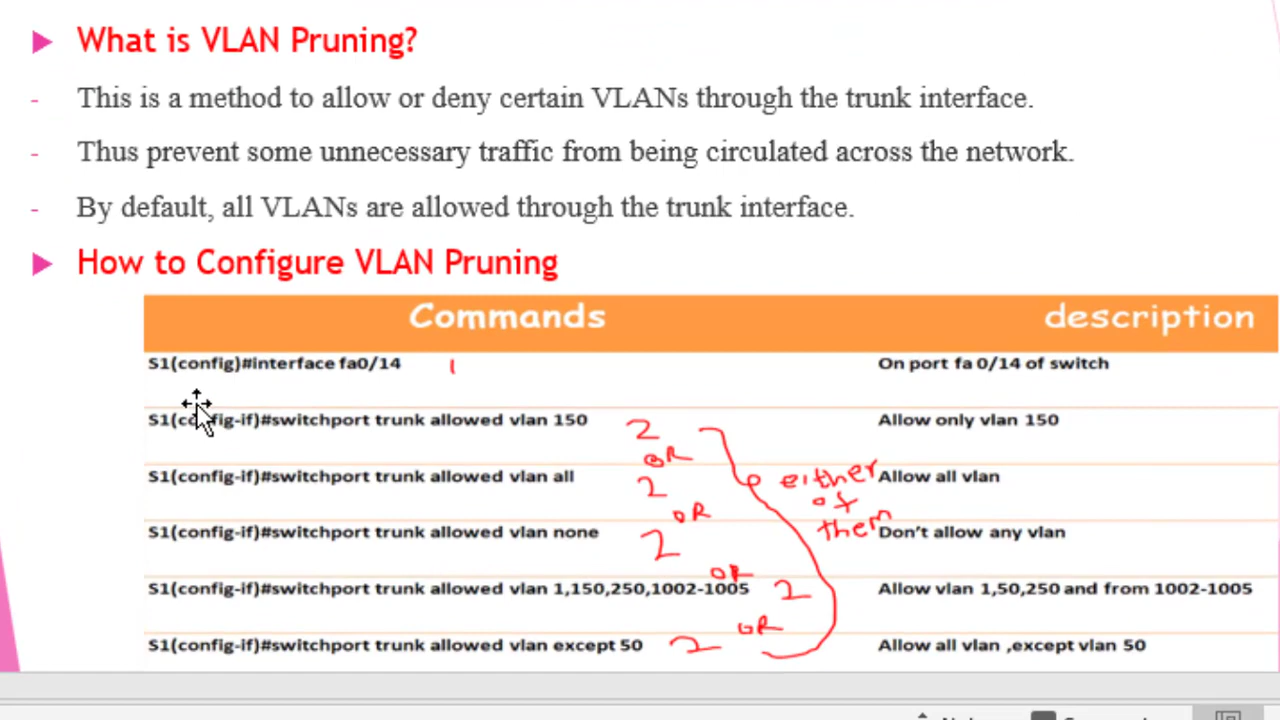 What is VLAN Pruning?
- This is a method to allow or deny certain VLANs through the trunk interface.
- Thus prevent some unnecessary traffic from being circulated across the network.
- By default, all VLANs are allowed through the trunk interface.
How to Configure VLAN Pruning
Commands description
S1(config)#interface fa0/14 1 On port fa 0/14 of switch
S1(config-if)#switchport trunk allowed vlan 150 2 Allow only vlan 150
OR
S1(config-if)#switchport trunk allowed vlan all 2 either of them Allow all vlan
OR
S1(config-if)#switchport trunk allowed vlan none 2 Don't allow any vlan
OR
S1(config-if)#switchport trunk allowed vlan 1,150,250,1002-1005 2 Allow vlan 1,50,250 and from 1002-1005
OR
S1(config-if)#switchport trunk allowed vlan except 50 2 Allow all vlan ,except vlan 50